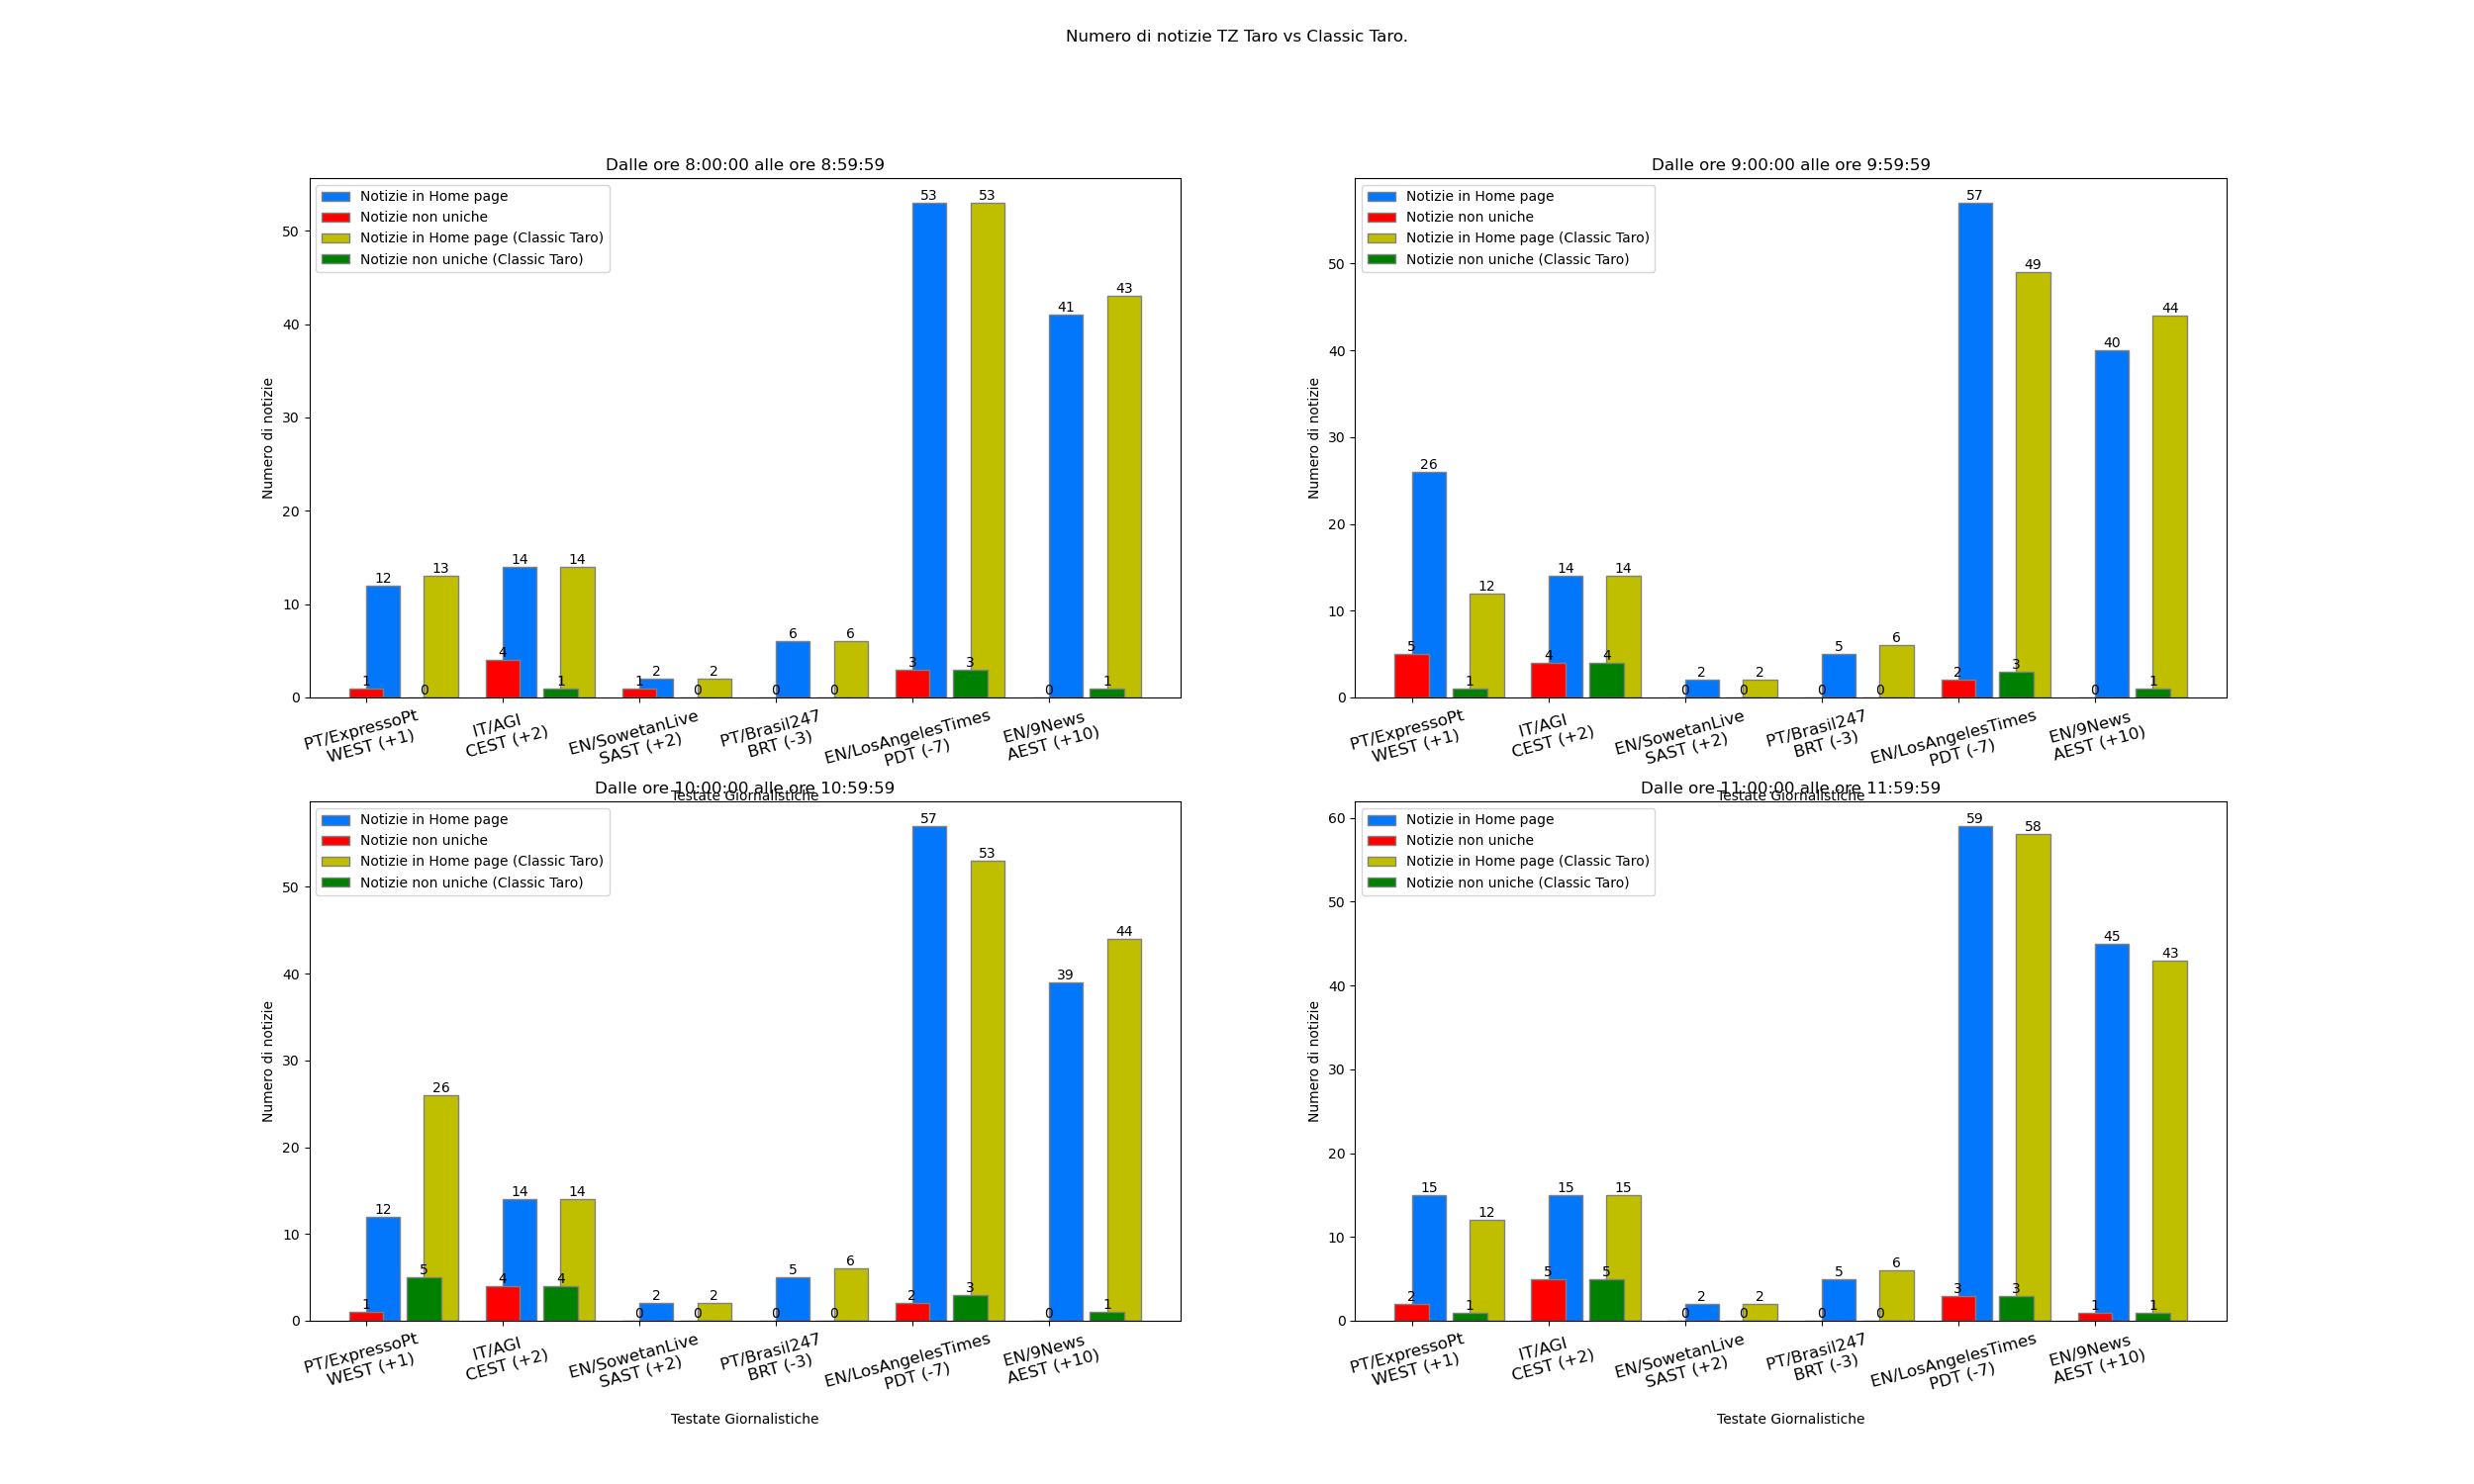 Numero di notizie TZ Taro vs Classic Taro.
Dalle ore 8:00:00 alle ore 8:59:59
Notizie in Home page
Notizie non uniche
Notizie in Home page (Classic Taro)
Notizie non uniche (Classic Taro)
Numero di notizie
50
40
30
20
10
0
1
12
0
13
4
14
1
14
1
2
0
2
0
6
0
6
3
53
3
53
0
41
1
43
PT/ExpressoPt
WEST (+1)
IT/AGI
CEST (+2)
EN/SowetanLive
SAST (+2)
PT/Brasil247
BRT (-3)
EN/LosAngelesTimes
PDT (-7)
EN/9News
AEST (+10)
Testate Giornalistiche
Dalle ore 9:00:00 alle ore 9:59:59
Notizie in Home page
Notizie non uniche
Notizie in Home page (Classic Taro)
Notizie non uniche (Classic Taro)
Numero di notizie
50
40
30
20
10
0
5
26
1
12
4
14
4
14
0
2
0
2
0
5
0
6
2
57
3
49
0
40
1
44
PT/ExpressoPt
WEST (+1)
IT/AGI
CEST (+2)
EN/SowetanLive
SAST (+2)
PT/Brasil247
BRT (-3)
EN/LosAngelesTimes
PDT (-7)
EN/9News
AEST (+10)
Testate Giornalistiche
Dalle ore 10:00:00 alle ore 10:59:59
Notizie in Home page
Notizie non uniche
Notizie in Home page (Classic Taro)
Notizie non uniche (Classic Taro)
Numero di notizie
50
40
30
20
10
0
1
12
5
26
4
14
4
14
0
2
0
2
0
5
0
6
2
57
3
53
0
39
1
44
PT/ExpressoPt
WEST (+1)
IT/AGI
CEST (+2)
EN/SowetanLive
SAST (+2)
PT/Brasil247
BRT (-3)
EN/LosAngelesTimes
PDT (-7)
EN/9News
AEST (+10)
Testate Giornalistiche
Dalle ore 11:00:00 alle ore 11:59:59
Notizie in Home page
Notizie non uniche
Notizie in Home page (Classic Taro)
Notizie non uniche (Classic Taro)
Numero di notizie
60
50
40
30
20
10
0
2
15
1
12
5
15
5
15
0
2
0
2
0
5
0
6
3
59
3
58
1
45
1
43
PT/ExpressoPt
WEST (+1)
IT/AGI
CEST (+2)
EN/SowetanLive
SAST (+2)
PT/Brasil247
BRT (-3)
EN/LosAngelesTimes
PDT (-7)
EN/9News
AEST (+10)
Testate Giornalistiche